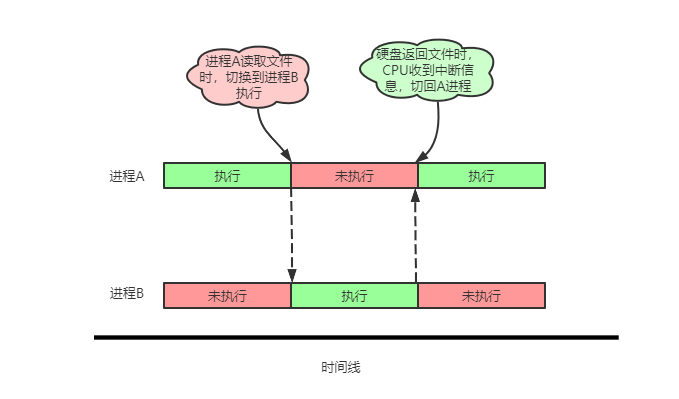 进程A读取文件
时，切换到进程B
执行
硬盘返回文件时，
CPU收到中断信
息，切回A进程
进程A
执行
未执行
执行
进程B
未执行
执行
未执行
时间线